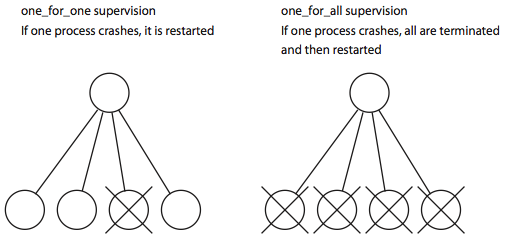 one_for_one supervision
If one process crashes, it is restarted
one_for_all supervision
If one process crashes, all are terminated
and then restarted